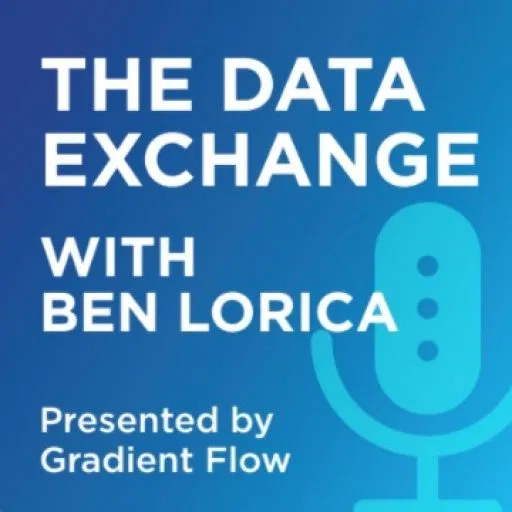 THE DATA
EXCHANGE
WITH
BEN LORICA
Presented by
Gradient Flow